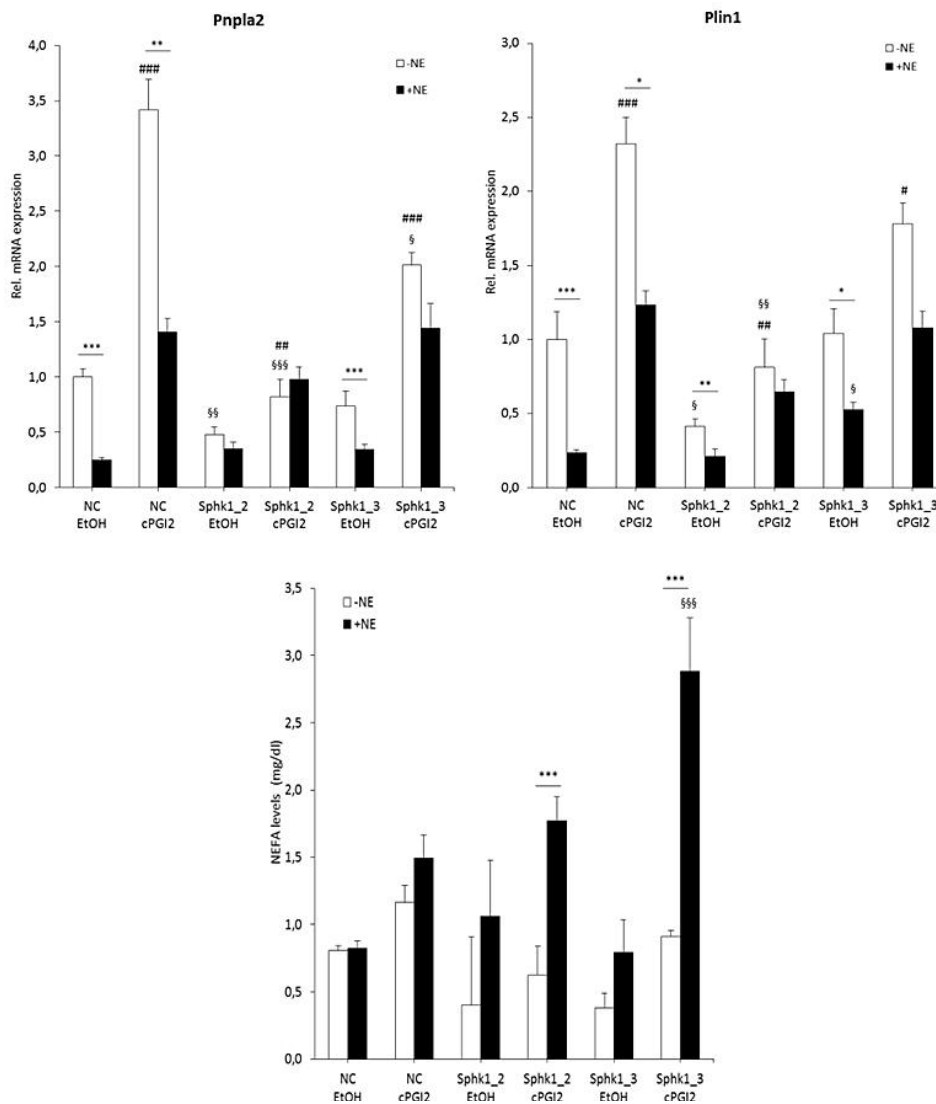 Pnpla2
Rel. mRNA expression
4,0
3,5
3,0
2,5
2,0
1,5
1,0
0,5
0,0
-NE
+NE
***
###
**
§§
##
§§§
***
###
§
NC
EtOH
NC
cPGI2
Sphk1_2
EtOH
Sphk1_2
cPGI2
Sphk1_3
EtOH
Sphk1_3
cPGI2
Plin1
Rel. mRNA expression
3,0
2,5
2,0
1,5
1,0
0,5
0,0
-NE
+NE
***
*
###
**
§
§§
##
*
§
#
NC
EtOH
NC
cPGI2
Sphk1_2
EtOH
Sphk1_2
cPGI2
Sphk1_3
EtOH
Sphk1_3
cPGI2
NEFA levels (mg/dl)
3,5
3,0
2,5
2,0
1,5
1,0
0,5
0,0
-NE
+NE
***
***
§§§
NC
EtOH
NC
cPGI2
Sphk1_2
EtOH
Sphk1_2
cPGI2
Sphk1_3
EtOH
Sphk1_3
cPGI2